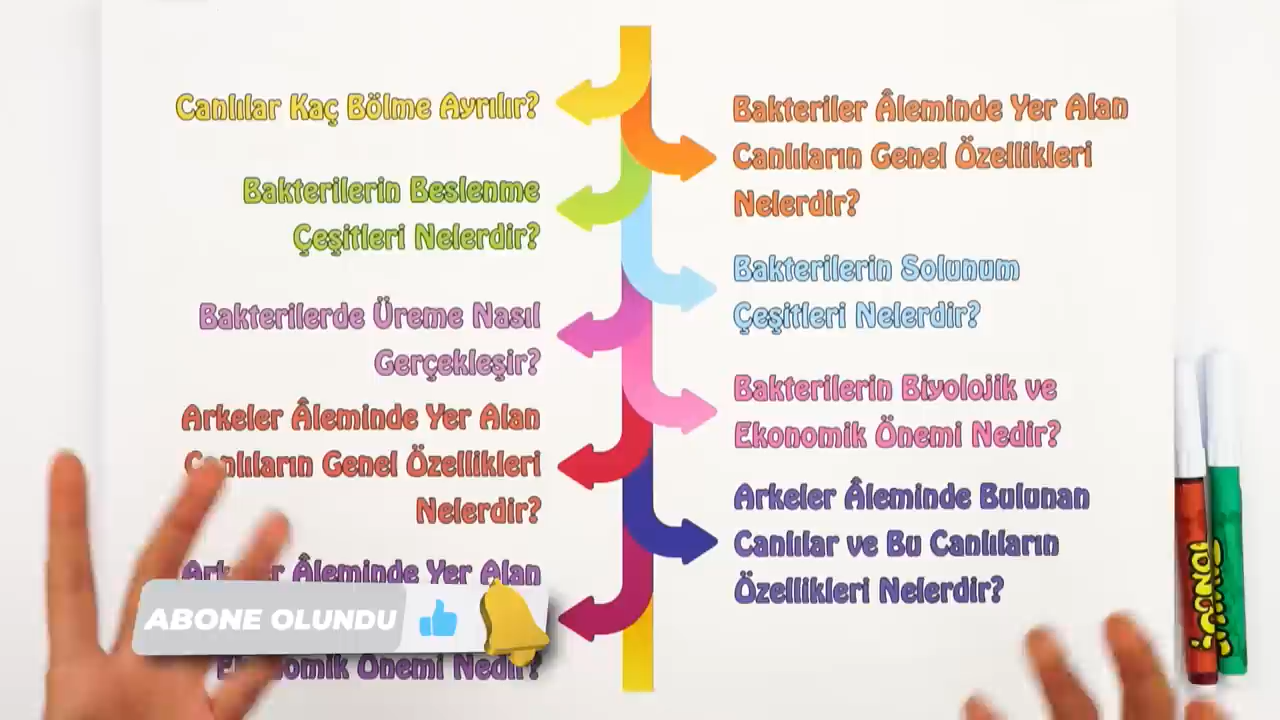 Canlılar Kaç Bölme Ayrılır?
Bakteriler Âleminde Yer Alan
Canlıların Genel Özellikleri
Nelerdir?
Bakterilerin Beslenme
Çeşitleri Nelerdir?
Bakterilerin Solunum
Çeşitleri Nelerdir?
Bakterilerde Üreme Nasıl
Gerçekleşir?
Bakterilerin Biyolojik ve
Ekonomik Önemi Nedir?
Arkeler Âleminde Yer Alan
Canlıların Genel Özellikleri
Nelerdir?
Arkeler Âleminde Bulunan
Canlılar ve Bu Canlıların
Özellikleri Nelerdir?
Arkeler Âleminde Yer Alan
ABONE OLUNDU
Ekonomik Önemi Nedir?